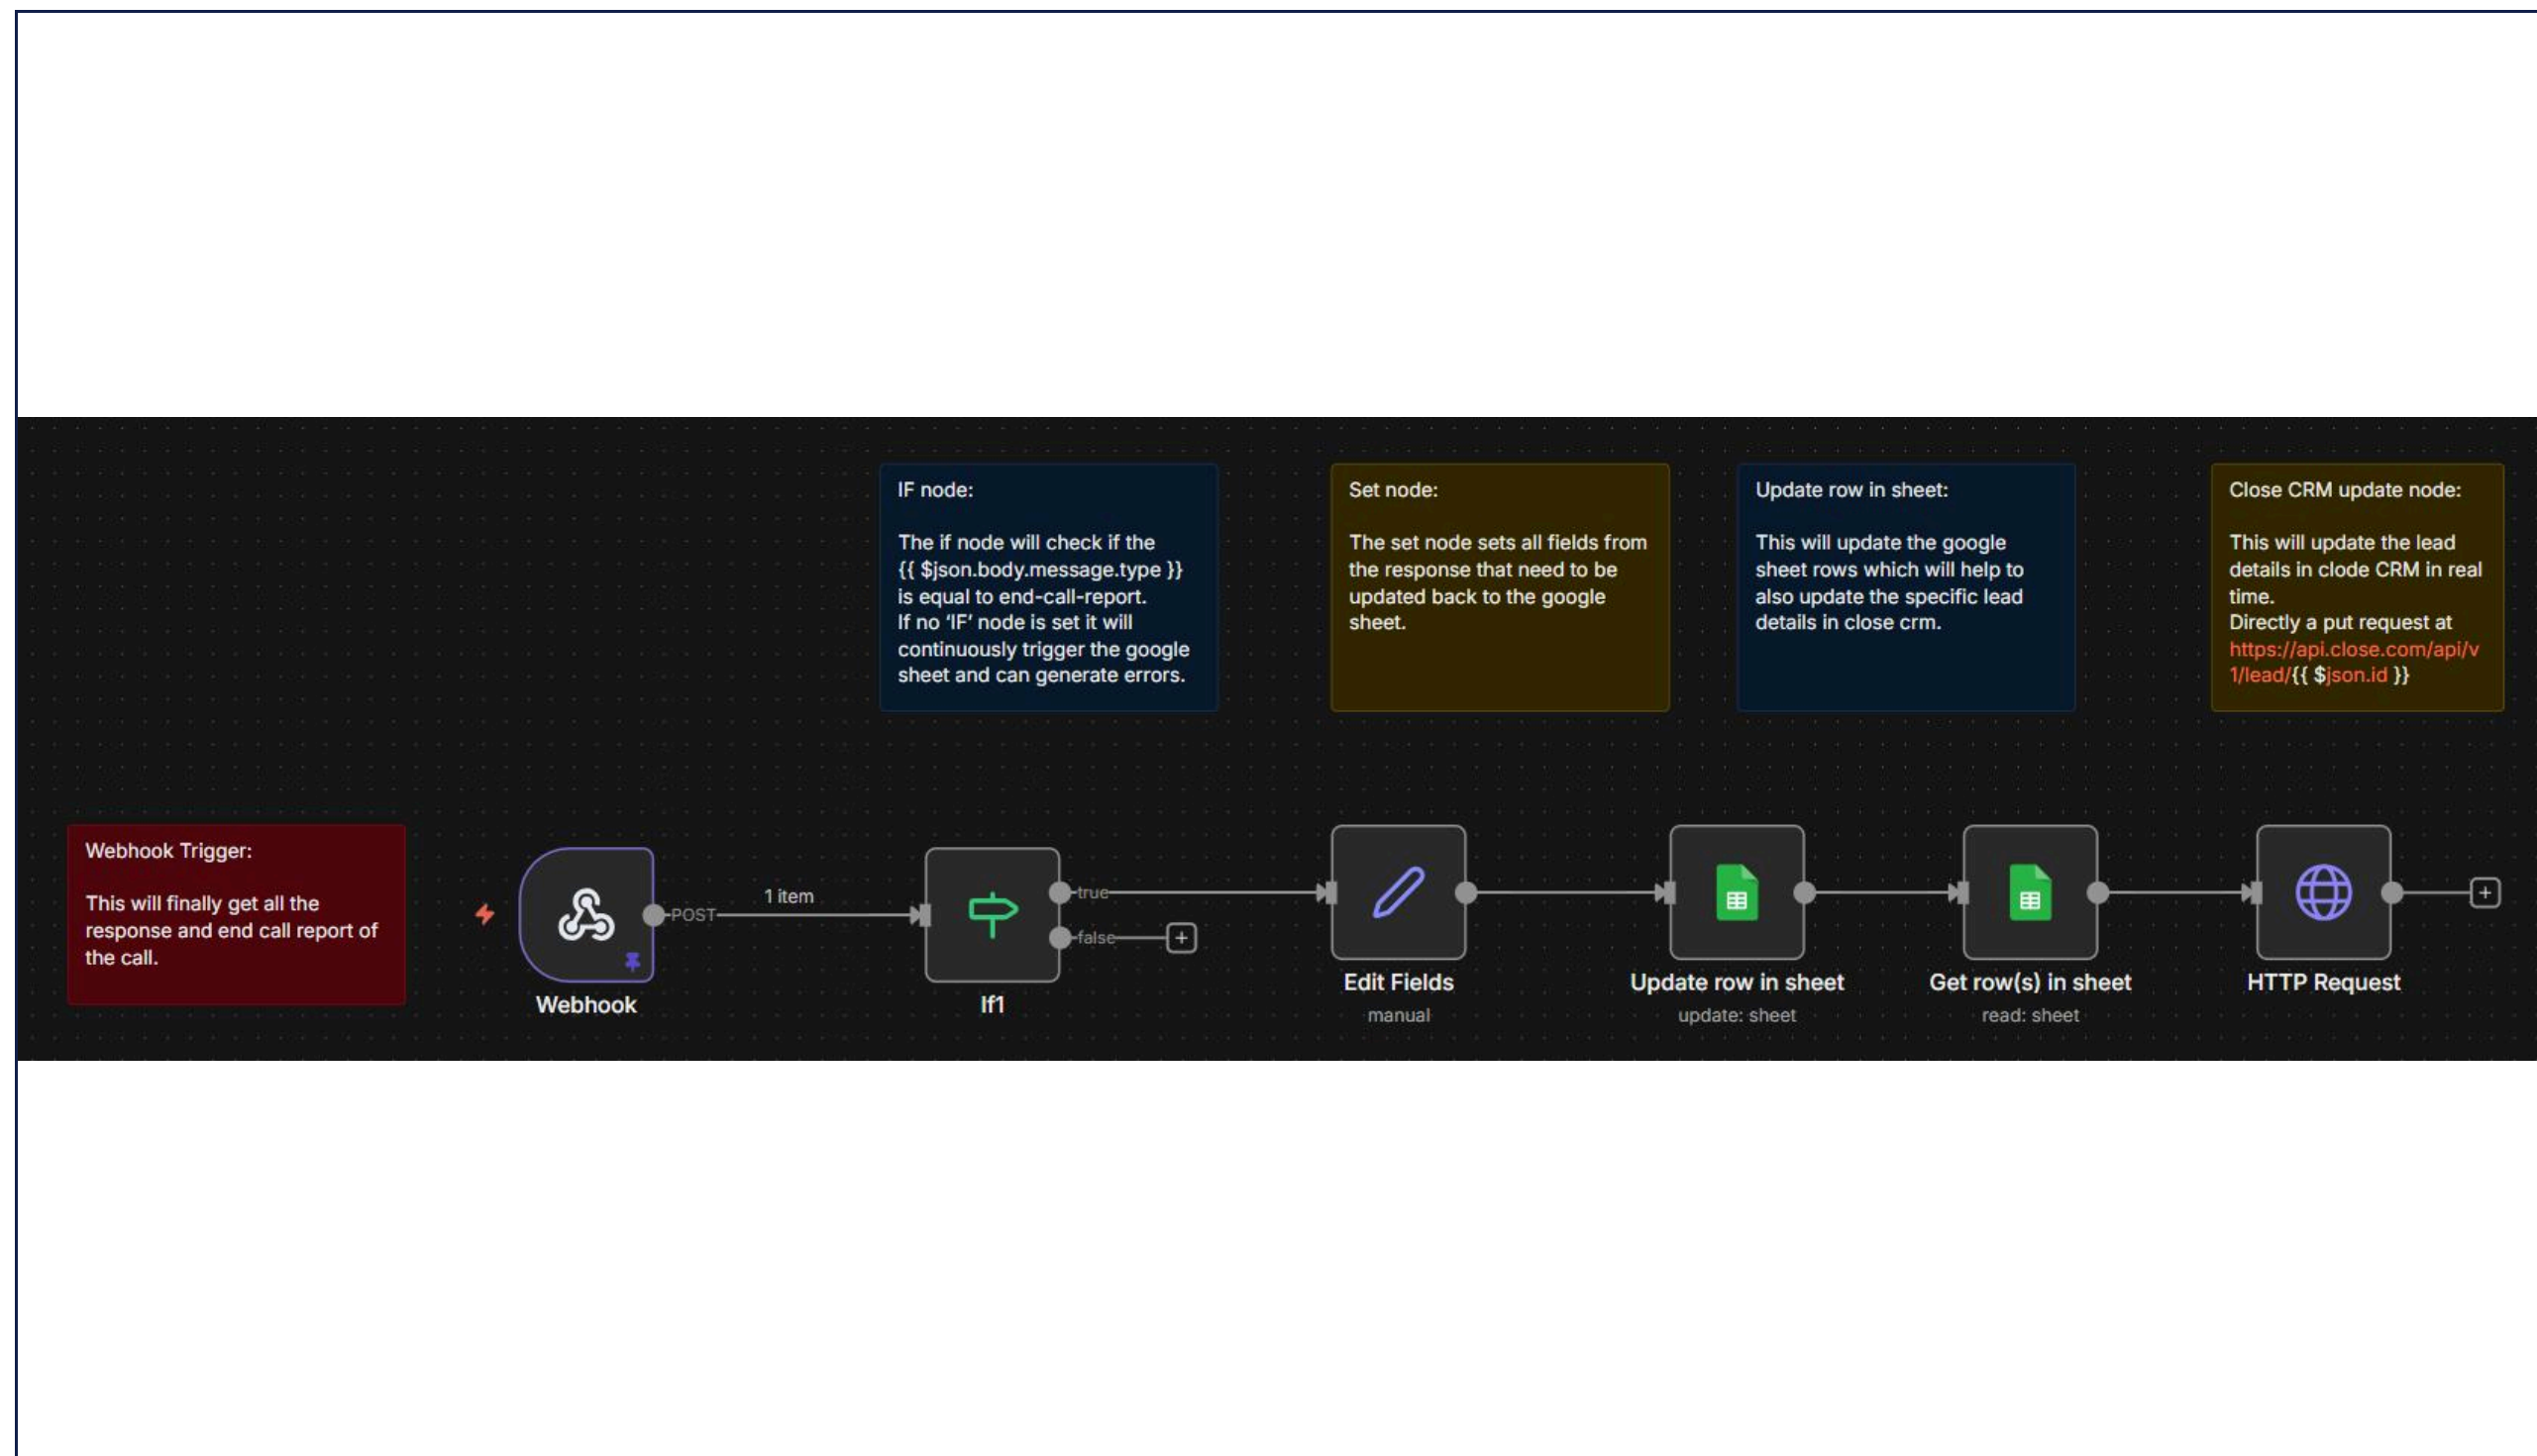 IF node:
The if node will check if the
{{ $json.body.message.type }}
is equal to end-call-report.
If no ‘IF’ node is set it will
continuously trigger the google
sheet and can generate errors.
Set node:
The set node sets all fields from
the response that need to be
updated back to the google
sheet.
Update row in sheet:
This will update the google
sheet rows which will help to
also update the specific lead
details in close crm.
Close CRM update node:
This will update the lead
details in clode CRM in real
time.
Directly a put request at
https://api.close.com/api/v
1/lead/{{ $json.id }}
Webhook Trigger:
This will finally get all the
response and end call report of
the call.
POST
1 item
Webhook
true
false
If1
Edit Fields
manual
Update row in sheet
update: sheet
Get row(s) in sheet
read: sheet
HTTP Request